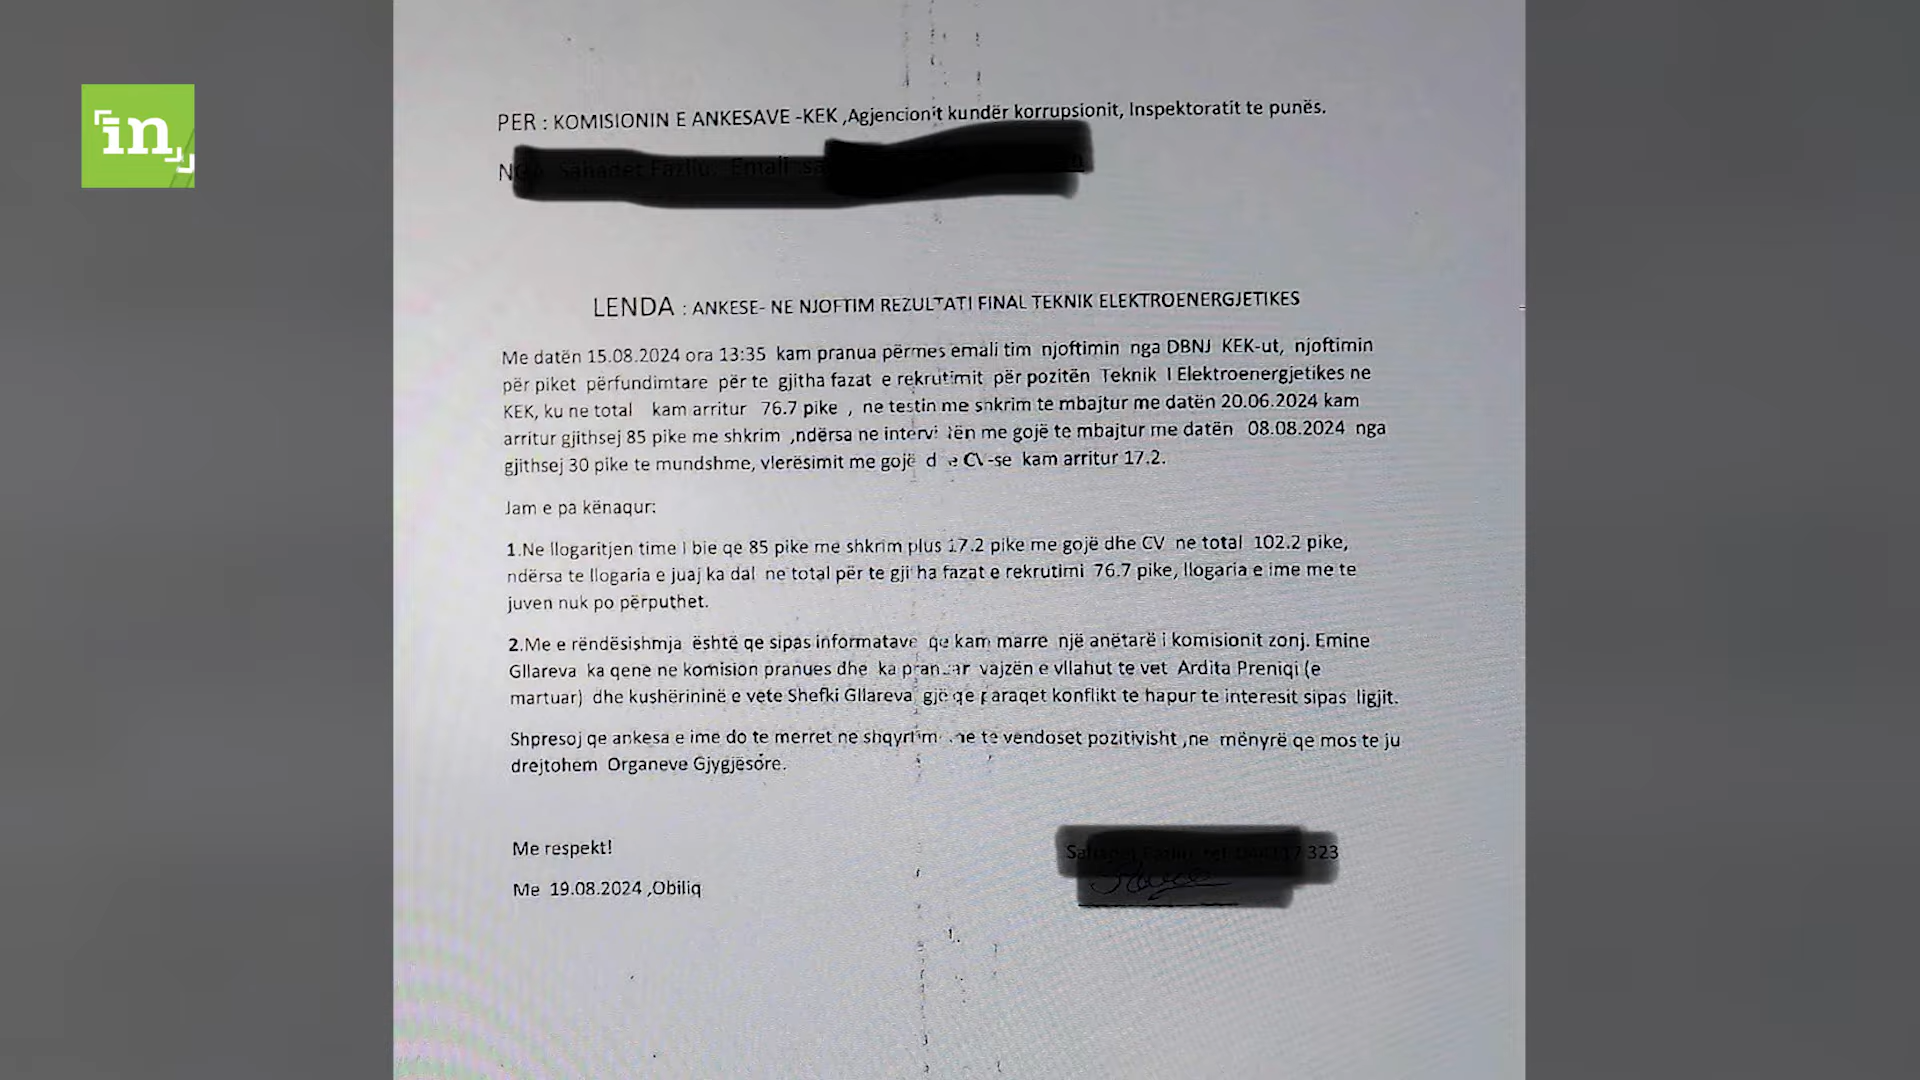 in
PER : KOMISIONIN E ANKESAVE -KEK ,Agjencionit kundër korrupsionit, Inspektoratit te punës.
LENDA : ANKESE- NE NJOFTIM REZULTATI FINAL TEKNIK ELEKTROENERGJETIKES
Me datën 15.08.2024 ora 13:35 kam pranua përmes emali tim njoftimin nga DBNJ KEK-ut, njoftimin
për piket përfundimtare për te gjitha fazat e rekrutimit për pozitën Teknik I Elektroenergjetikes ne
KEK, ku ne total kam arritur 76.7 pike , ne testin me shkrim te mbajtur me datën 20.06.2024 kam
arritur gjithsej 85 pike me shkrim ,ndërsa ne me gojë te mbajtur me datën 08.08.2024 nga
gjithsej 30 pike te mundshme, vlerësimit me gojë CV-se kam arritur 17.2.
Jam e pa kënaqur:
1.Ne llogaritjen time i bie qe 85 pike me shkrim plus 17.2 pike me gojë dhe CV ne total 102.2 pike,
ndërsa te llogaria e juaj ka dal ne total për te gjitha fazat e rekrutimi 76.7 pike, llogaria e ime me te
juven nuk po përputhet.
2.Me e rëndësishmja është qe sipas informatave qe kam marre një anëtarë i komisionit zonj. Emine
Gllareva ka qene ne komision pranues dhe ka vajzën e vllahut te vet Ardita Preniqi (e
martuar) dhe kushërininë e vete Shefki Gllareva gjë qe paraqet konflikt te hapur te interesit sipas ligjit.
Shpresoj qe ankesa e ime do te merret ne te vendoset pozitivisht ,ne mënyrë qe mos te ju
drejtohem Organeve Gjygjësore.
Me respekt!
Me 19.08.2024 ,Obiliq